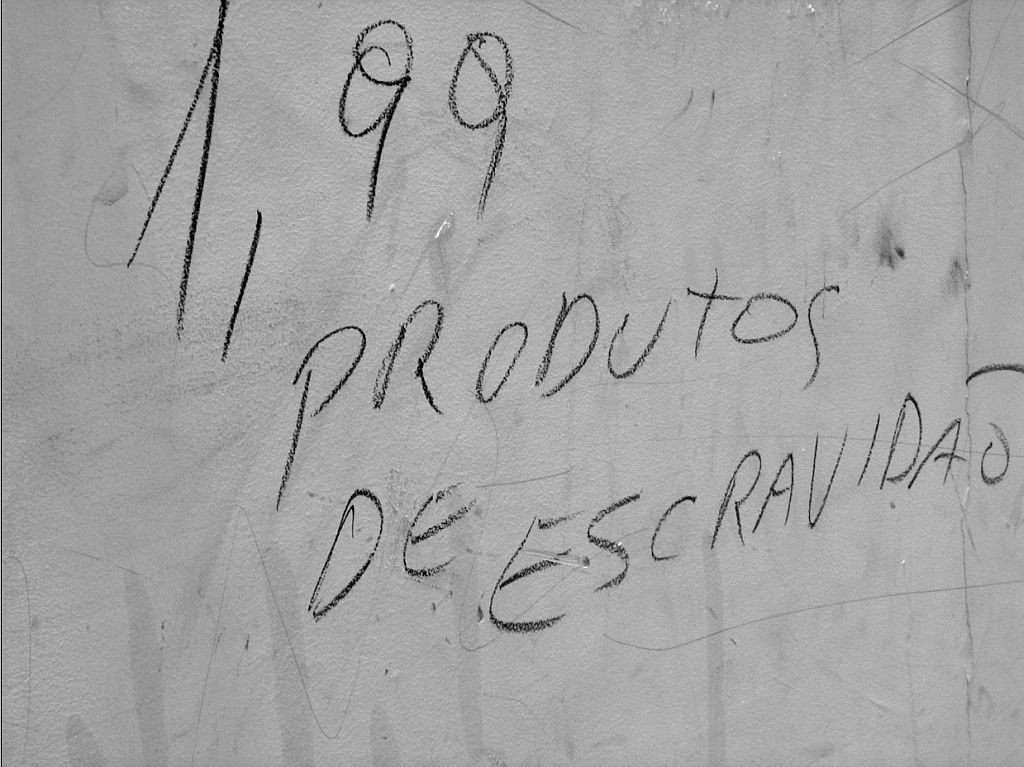 1,99
PRODUTOS
DE ESCRAVIDÃO